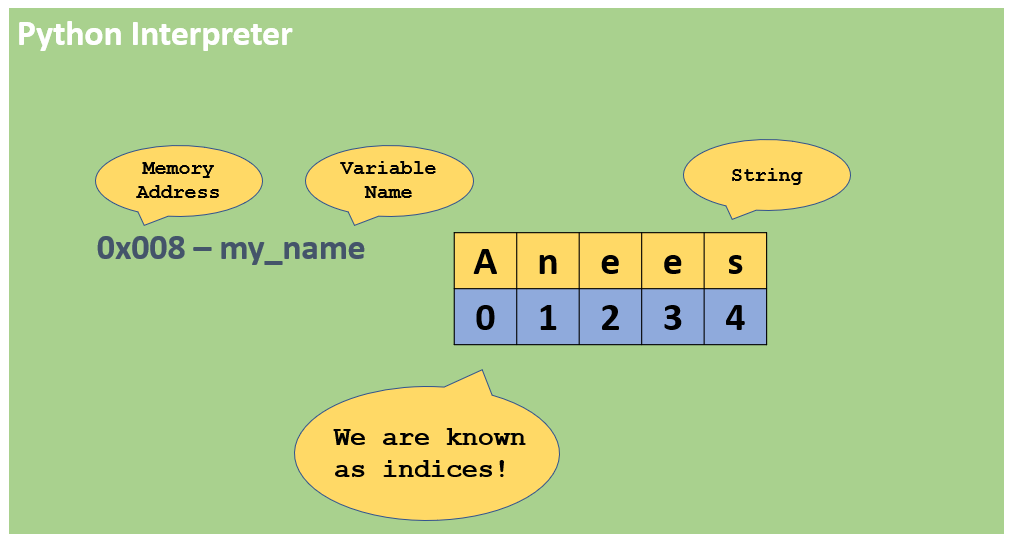 Python Interpreter
Memory
Address
Variable
Name
String
0x008 – my_name
A n e e s
0 1 2 3 4
We are known
as indices!